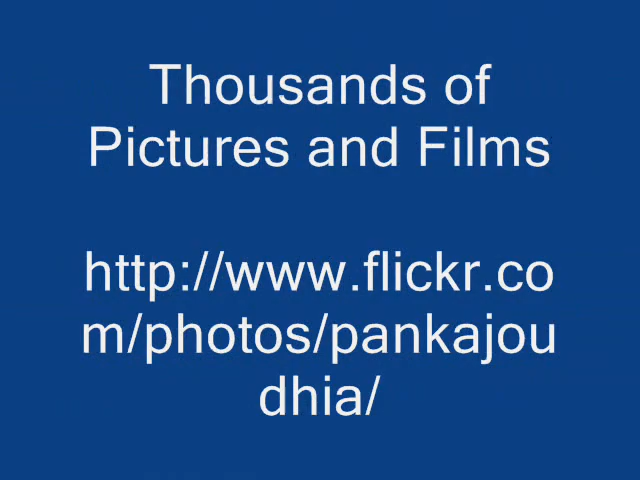 Thousands of
Pictures and Films
http://www.flickr.co
m/photos/pankajou
dhia/